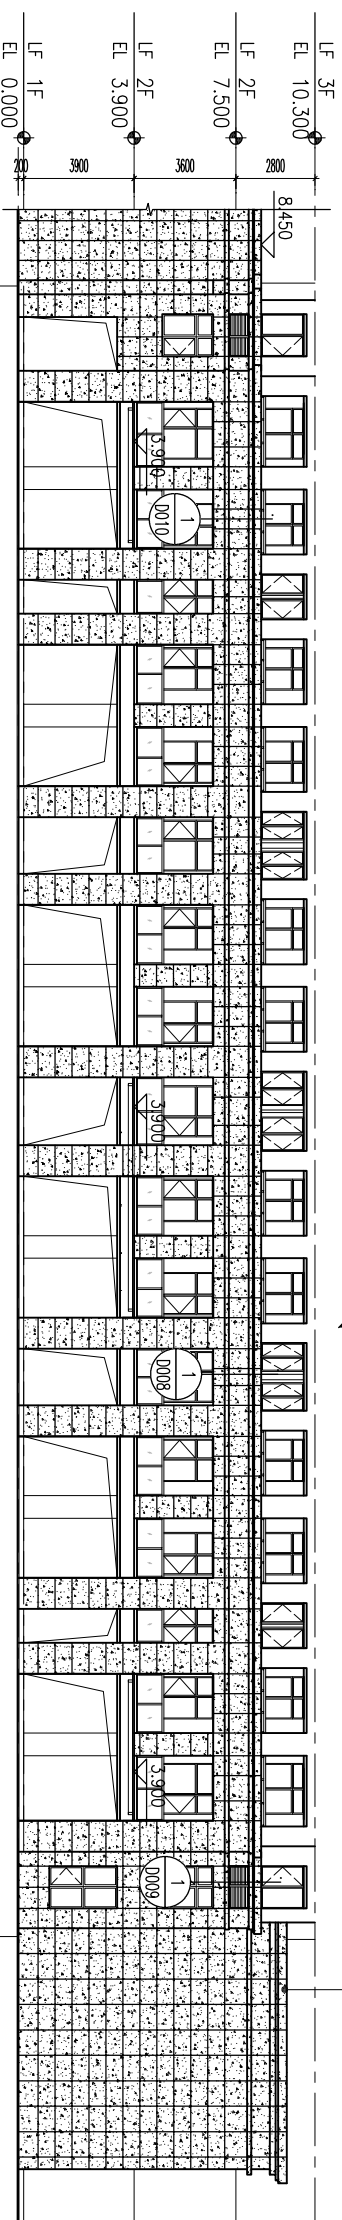 LF 3F
EL 10.300
LF 2F
EL 7.500
LF 2F
EL 3.900
LF 1F
EL 0.000
2800
3600
3900
200
8.450
3.900
1
D010
3.900
1
D008
3.900
1
D009